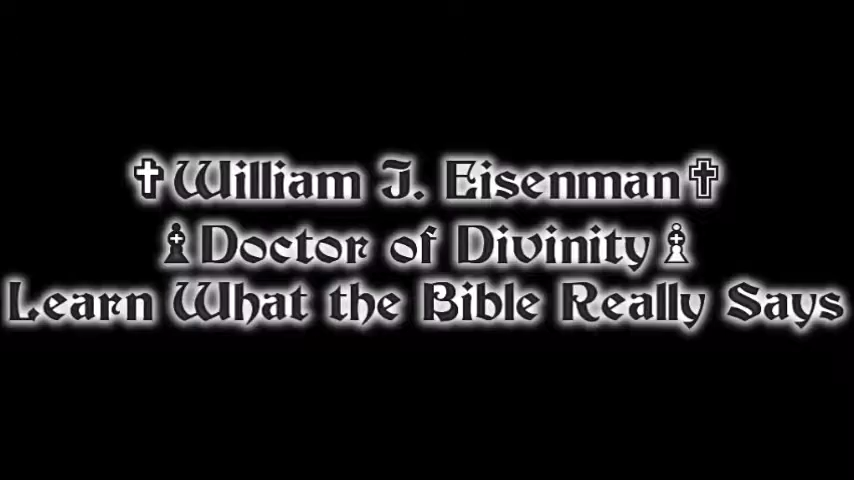 ✝William J. Eisenman✞
♝Doctor of Divinity♗
Learn What the Bible Really Says